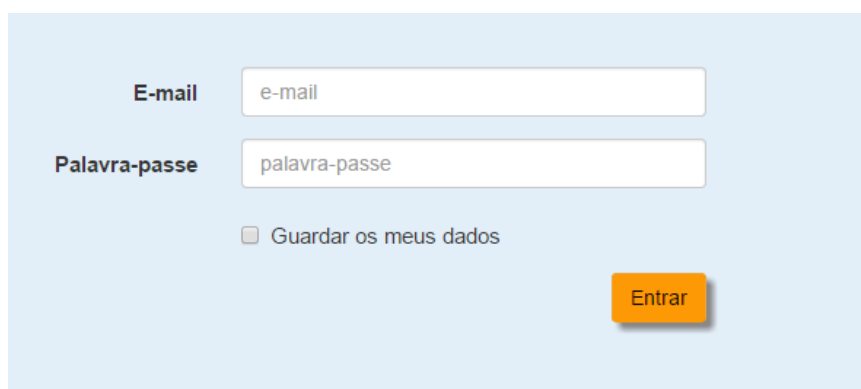 E-mail e-mail
Palavra-passe palavra-passe
Guardar os meus dados
Entrar